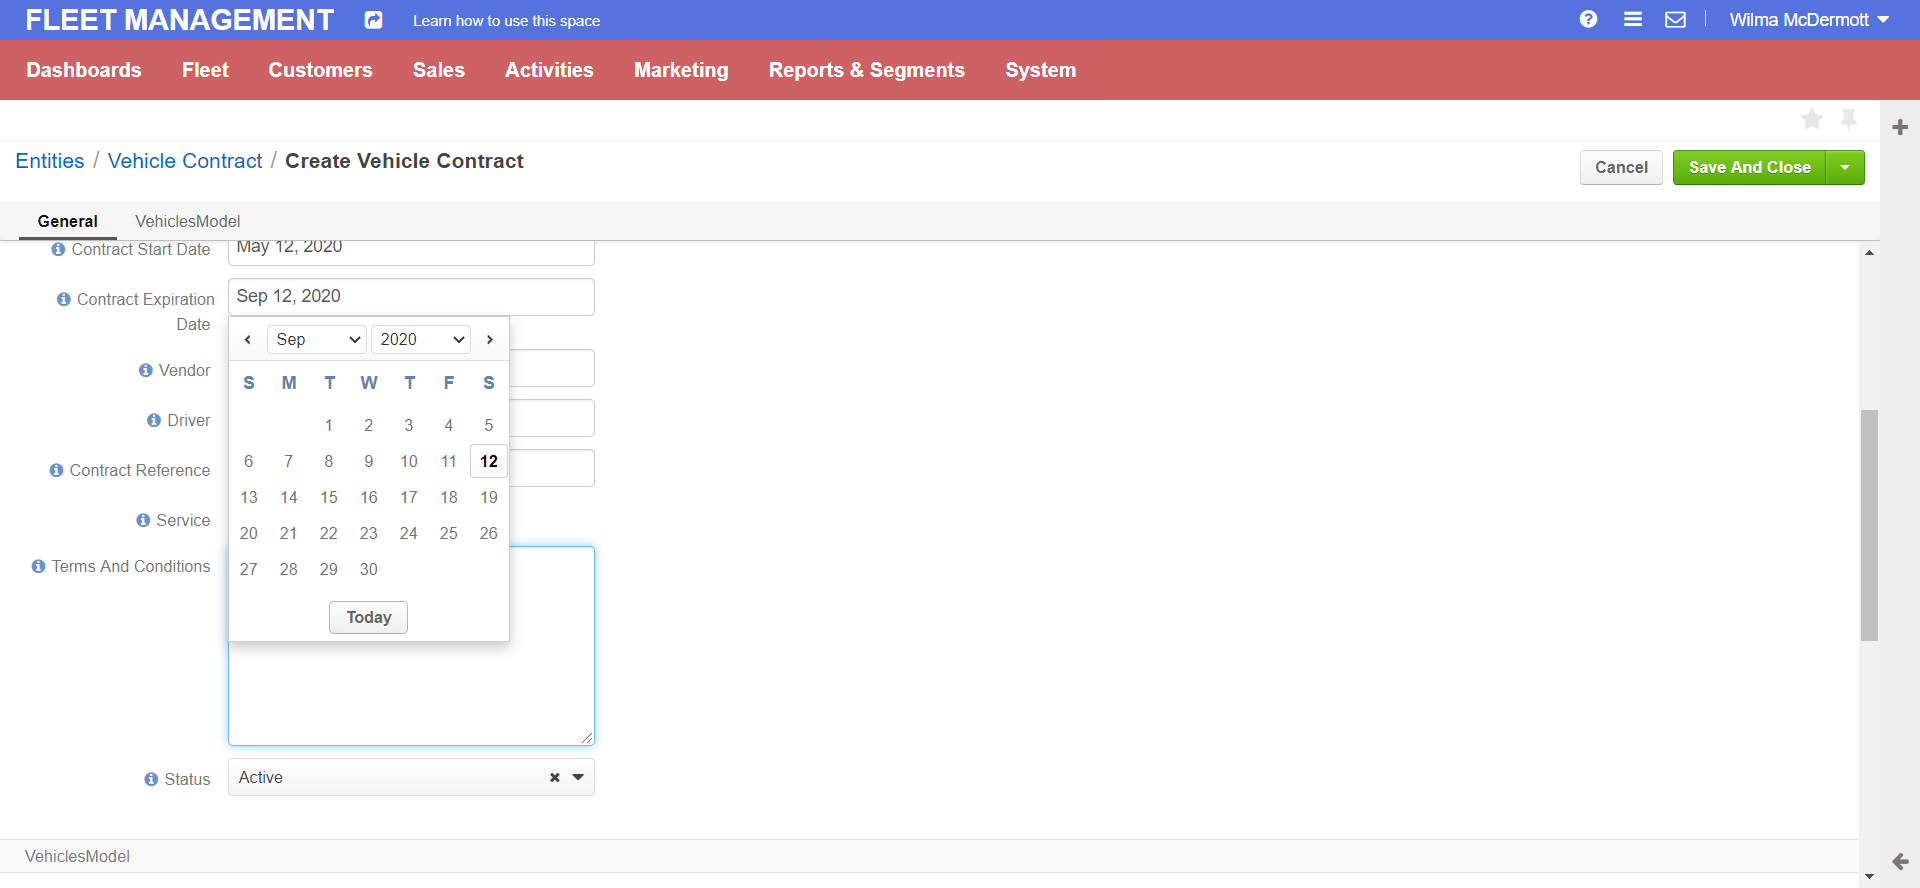 FLEET MANAGEMENT Learn how to use this space Wilma McDermott
Dashboards Fleet Customers Sales Activities Marketing Reports & Segments System
Entities / Vehicle Contract / Create Vehicle Contract Cancel Save And Close
General VehiclesModel
Contract Start Date May 12, 2020
Contract Expiration Sep 12, 2020
Date
Sep 2020
Vendor
S M T W T F S
Driver
1 2 3 4 5
6 7 8 9 10 11 12
Contract Reference
13 14 15 16 17 18 19
Service
20 21 22 23 24 25 26
Terms And Conditions
27 28 29 30
Today
Status Active
VehiclesModel